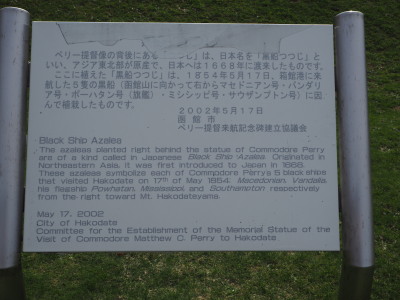 ペリー提督像の背後にある つつじ」は、日本名を「黒船つつじ」と
いい、アジア東北部が原産で、日本へは1668年に渡来したものです。
ここに植えた「黒船つつじ」は、1854年5月17日、箱館港に来
航した5隻の黒船(函館山に向かって右からマセドニアン号・バンダリ
ア号・ポーハタン号(旗艦)・ミシシッピ号・サウザンプトン号)に因
んで植栽したものです。
2002年5月17日
函館市
ペリー提督来航記念碑建立協議会
Black Ship Azalea
The azaleas planted right behind the statue of Commodore Perry
are of a kind called in Japanese Black Ship Azalea. Originated in
Northeastern Asia, it was first introduced to Japan in 1668.
These azaleas symbolize each of Commodore Perry's 5 black ships
that visited Hakodate on 17th of May 1854: Macedonian, Vandalia,
his flagship Powhatan, Mississippi and Southampton respectively
from the right toward Mt. Hakodateyama.
May 17, 2002
City of Hakodate
Committee for the Establishment of the Memorial Statue of the
Visit of Commodore Matthew C. Perry to Hakodate